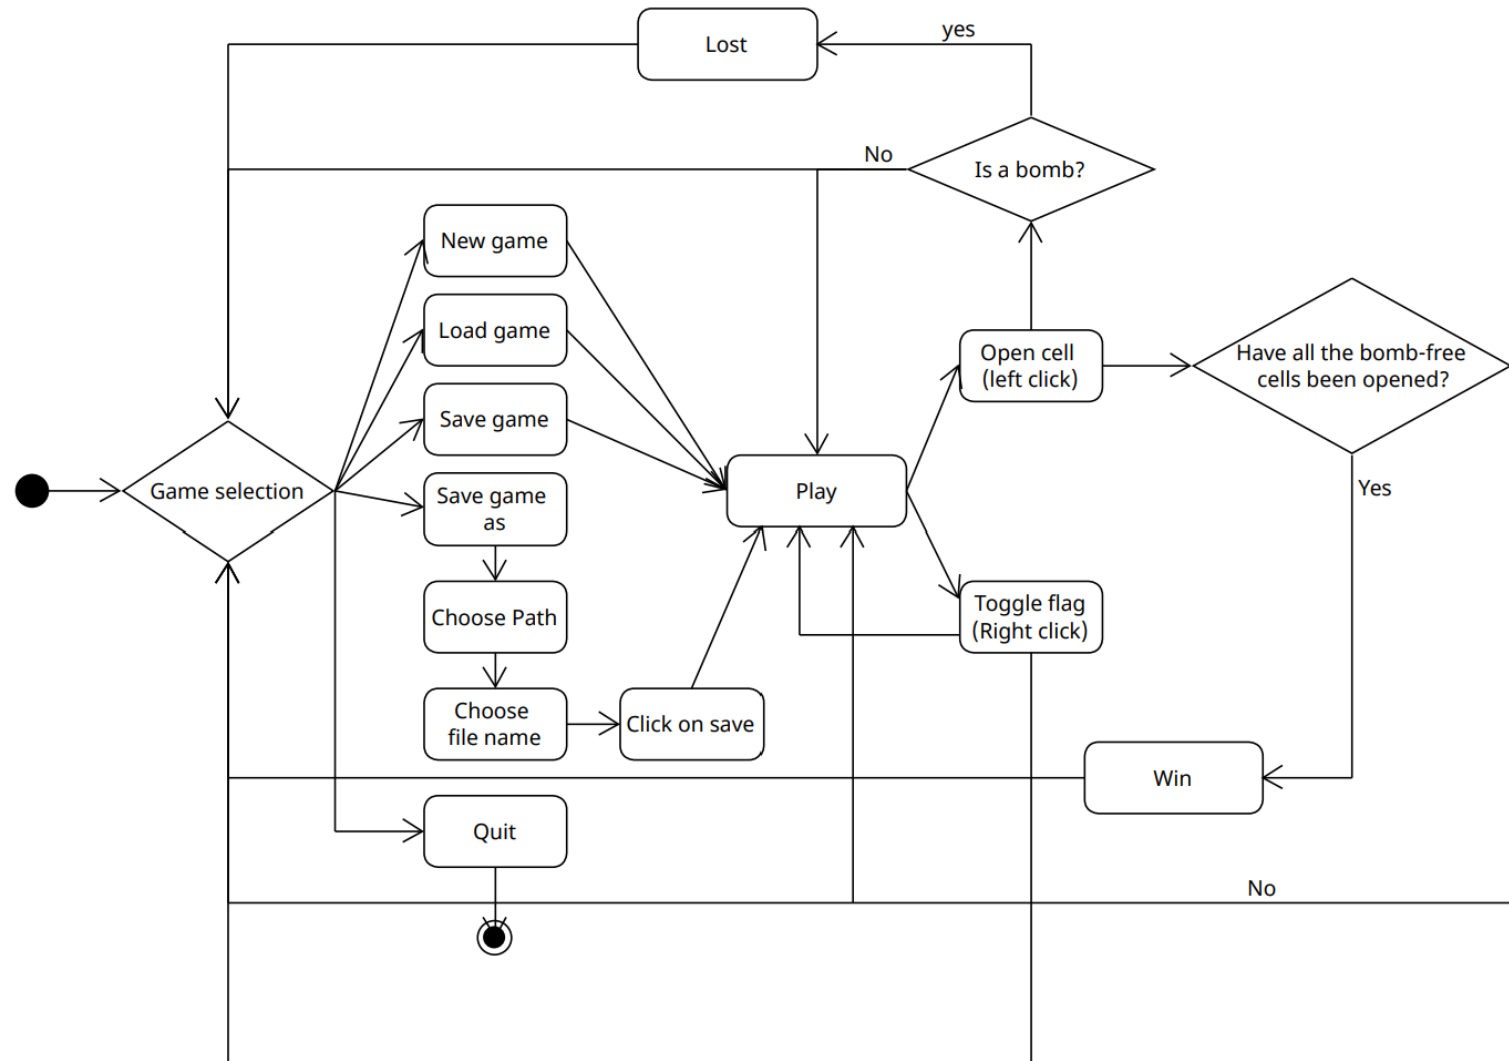 Lost
yes
No
Is a bomb?
New game
Load game
Save game
Save game
as
Choose Path
Choose
file name
Click on save
Quit
Game selection
Play
Open cell
(left click)
Have all the bomb-free
cells been opened?
Yes
Toggle flag
(Right click)
Win
No